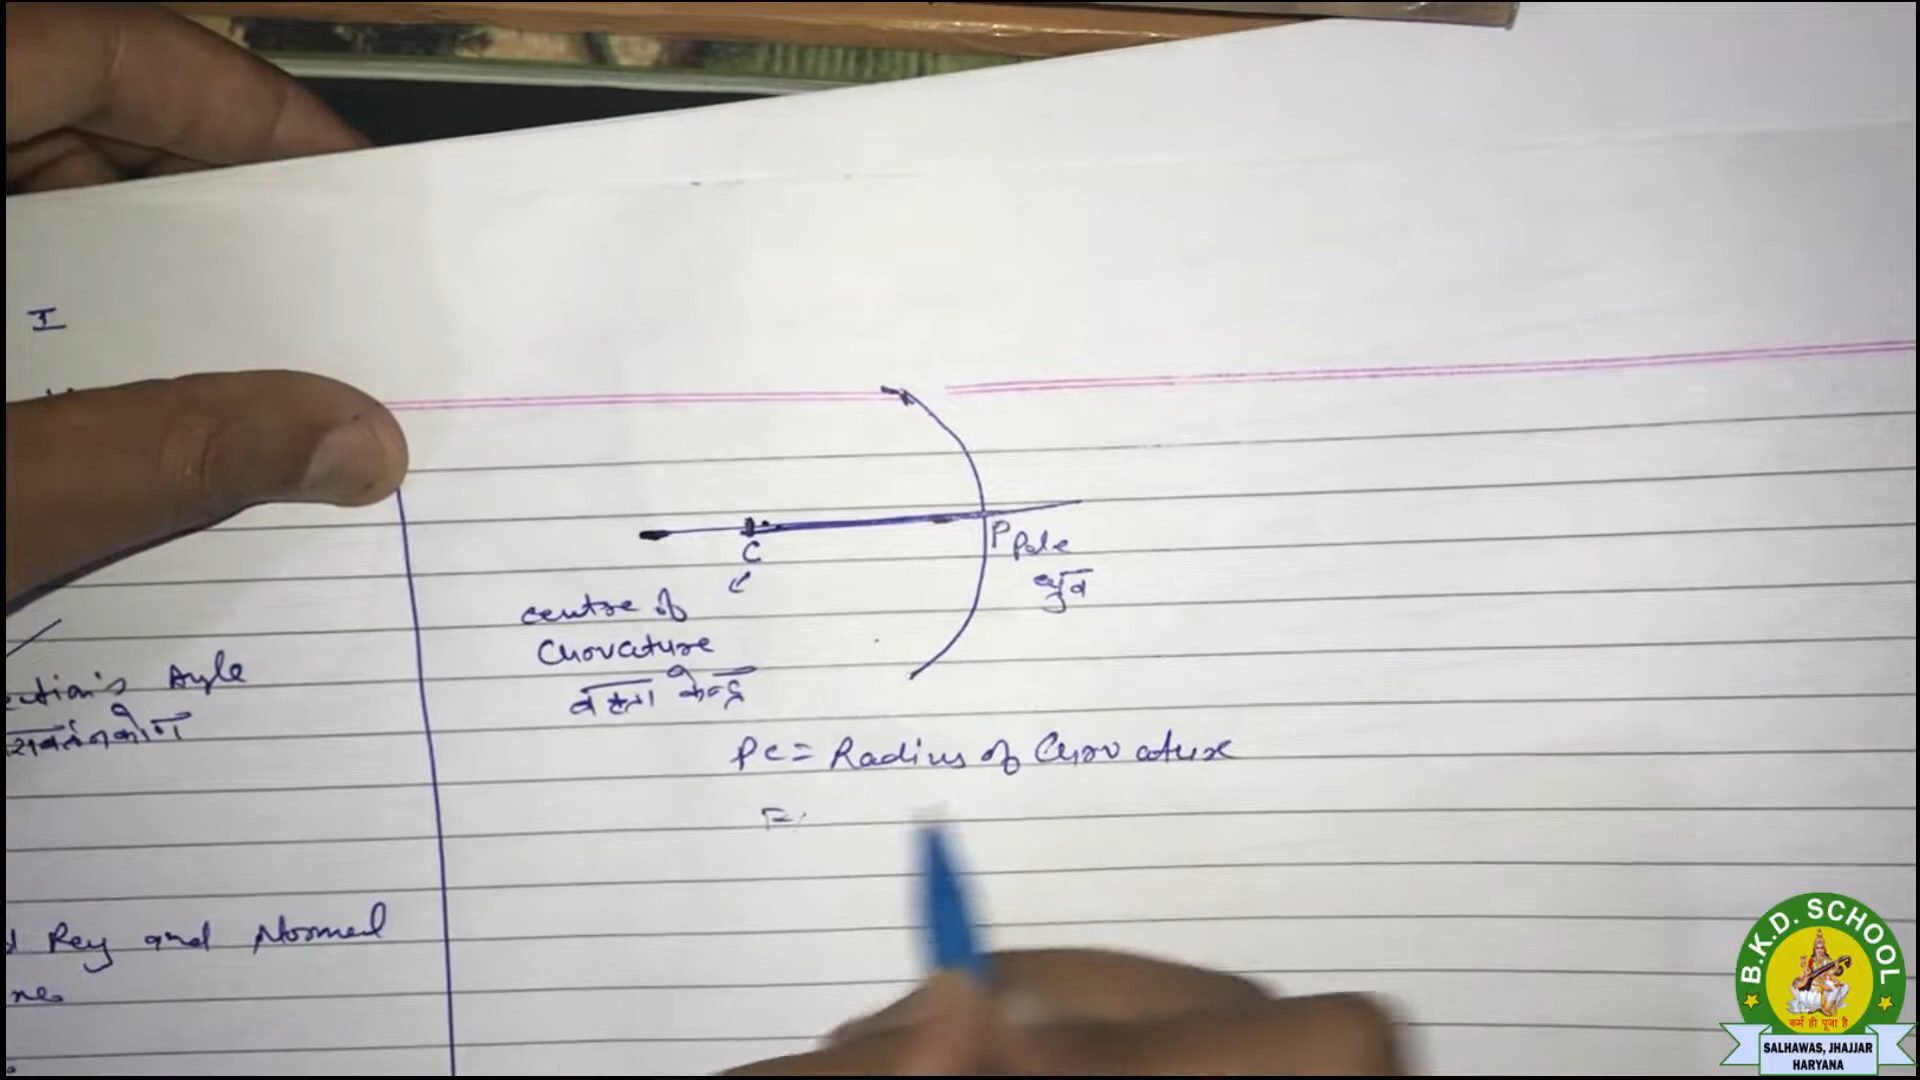 I
C
P Pole
ध्रुव
centre of
Curvature
वक्रता केन्द्र
PC = Radius of Curvature
=
Angle
Ray and Normal
B.K.D. SCHOOL
कर्म ही पूजा है
SALHAWAS, JHAJJAR
HARYANA